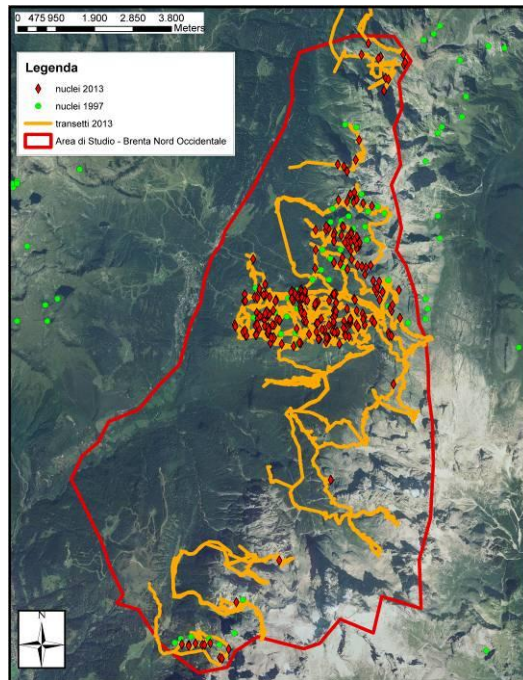 0 475 950 1.900 2.850 3.800
Meters
Legenda
nuclei 2013
nuclei 1997
transetti 2013
Area di Studio - Brenta Nord Occidentale
N